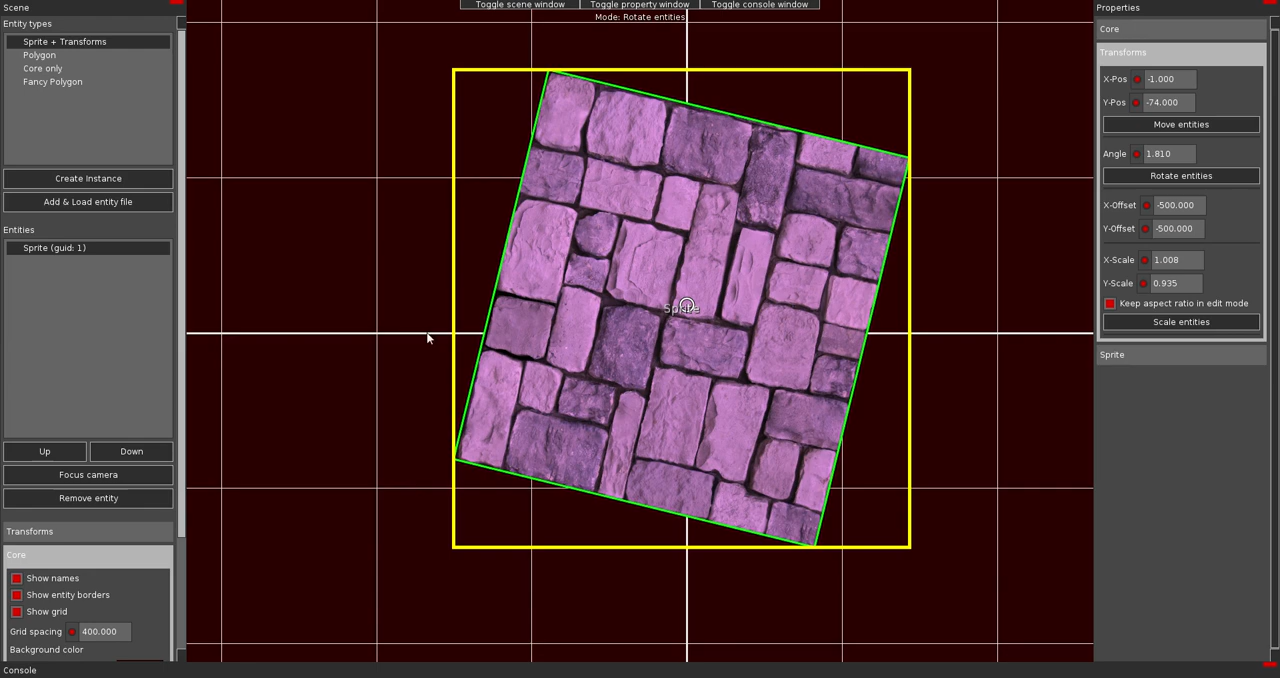 Scene
Entity types
Sprite + Transforms
Polygon
Core only
Fancy Polygon
Create Instance
Add & Load entity file
Entities
Sprite (guid: 1)
Up
Down
Focus camera
Remove entity
Transforms
Core
Show names
Show entity borders
Show grid
Grid spacing 400.000
Background color
Console
Toggle scene window
Toggle property window
Toggle console window
Mode: Rotate entities
Sprite
Properties
Core
Transforms
X-Pos -1.000
Y-Pos -74.000
Move entities
Angle 1.810
Rotate entities
X-Offset -500.000
Y-Offset -500.000
X-Scale 1.008
Y-Scale 0.935
Keep aspect ratio in edit mode
Scale entities
Sprite